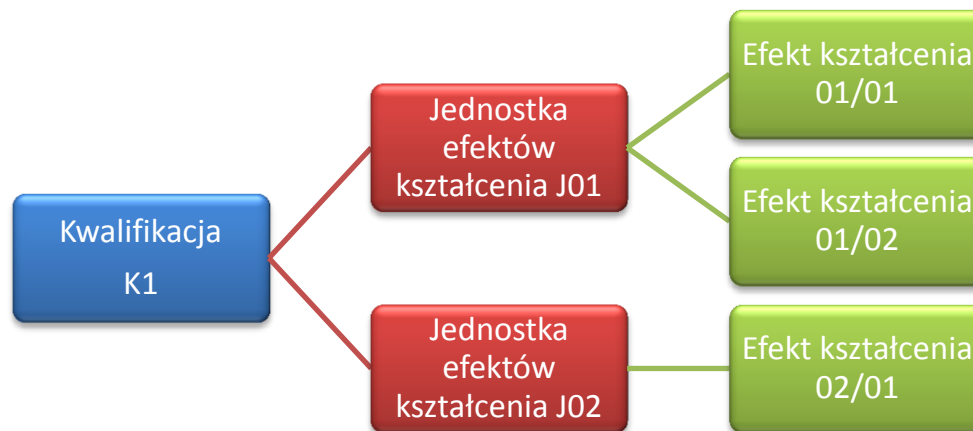 Kwalifikacja
K1
Jednostka
efektów
kształcenia J01
Jednostka
efektów
kształcenia J02
Efekt kształcenia
01/01
Efekt kształcenia
01/02
Efekt kształcenia
02/01